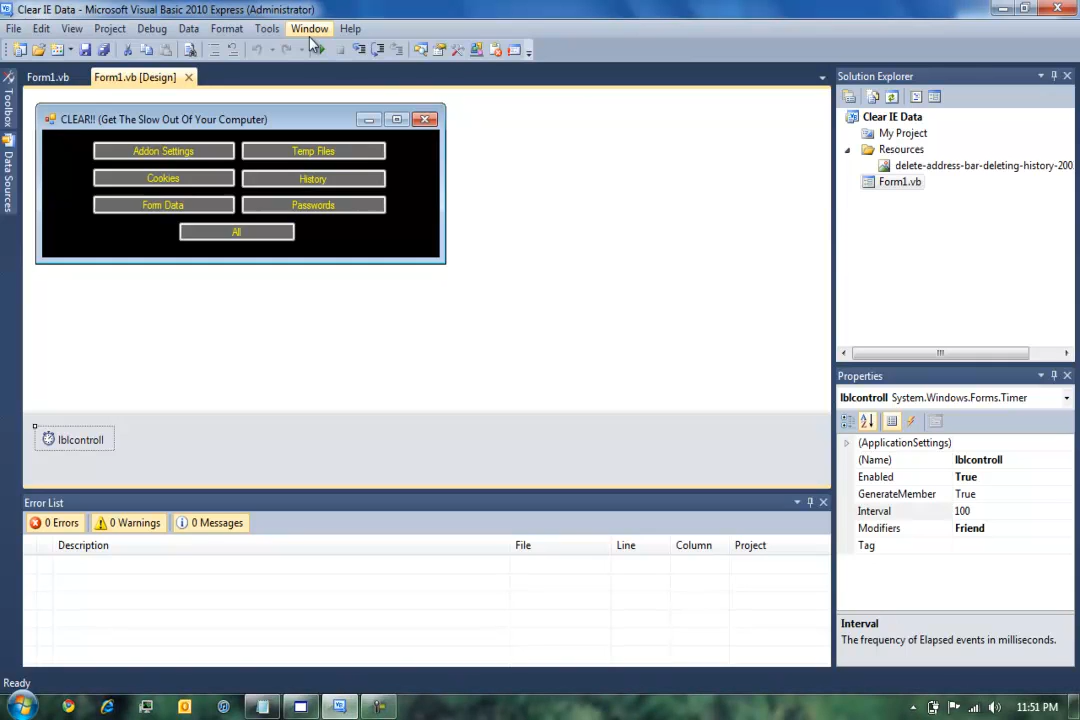 Clear IE Data - Microsoft Visual Basic 2010 Express (Administrator)
File Edit View Project Debug Data Format Tools Window Help
Toolbox
Data Sources
Form1.vb Form1.vb [Design]
CLEAR!! (Get The Slow Out Of Your Computer)
Addon Settings Temp Files
Cookies History
Form Data Passwords
All
lblcontroll
Solution Explorer
Clear IE Data
My Project
Resources
delete-address-bar-deleting-history-200
Form1.vb
Properties
lblcontroll System.Windows.Forms.Timer
(ApplicationSettings)
(Name) lblcontroll
Enabled True
GenerateMember True
Interval 100
Modifiers Friend
Tag
Interval
The frequency of Elapsed events in milliseconds.
Error List
0 Errors 0 Warnings 0 Messages
Description File Line Column Project
Ready
11:51 PM